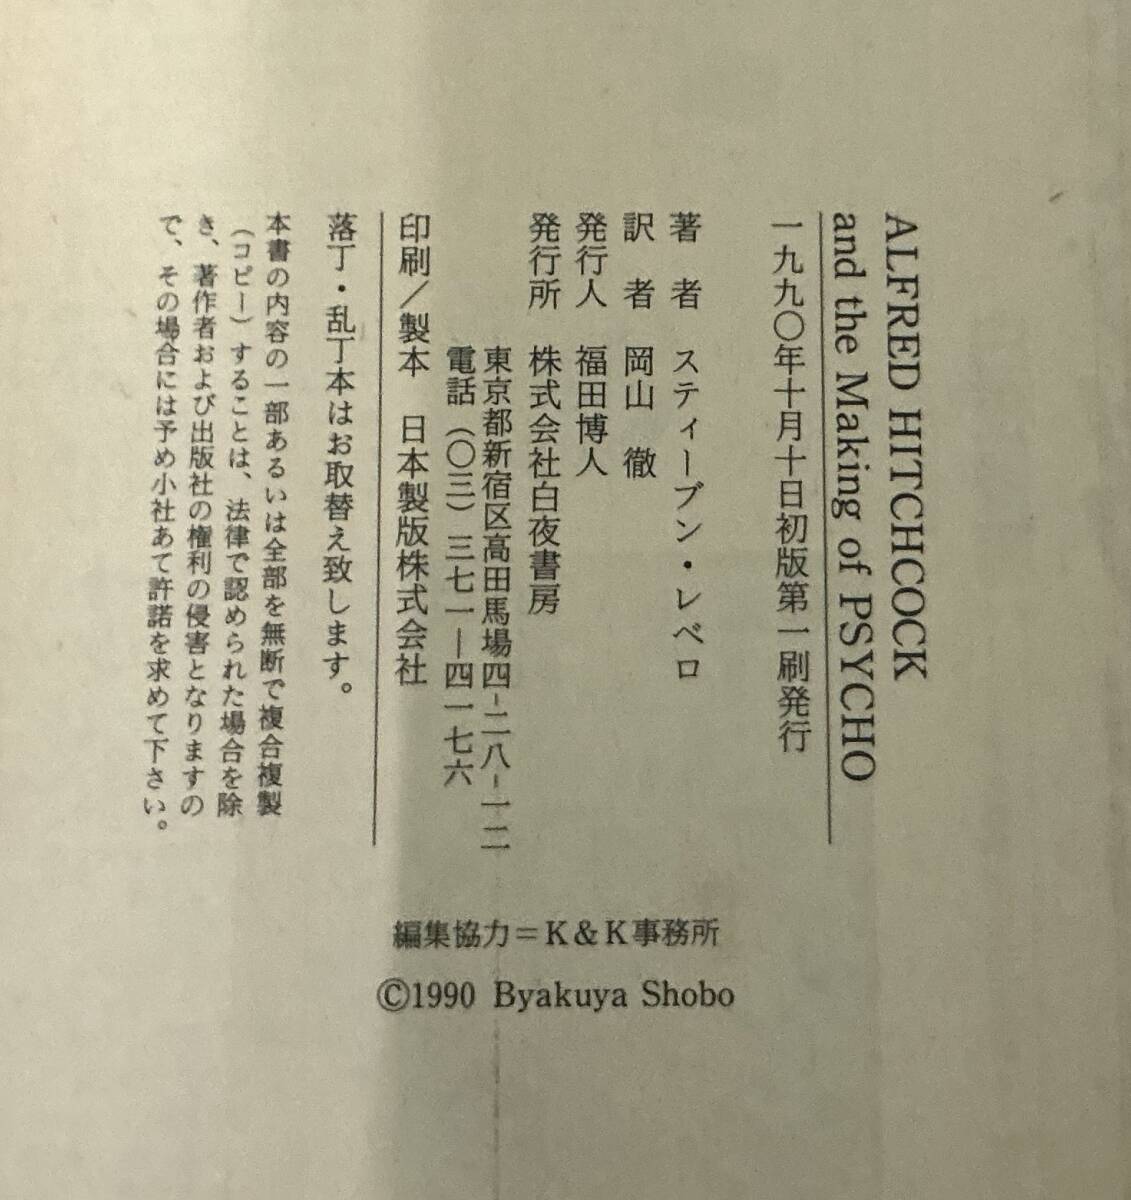 ALFRED HITCHCOCK
and the Making of PSYCHO
一九九〇年十月十日初版第一刷発行
著　者　スティーブン・レベロ
訳　者　岡山　徹
発行人　福田博人
発行所　株式会社白夜書房
東京都新宿区高田馬場四-二八-一二
電話（〇三）三七一―四一七六
印刷／製本　日本製版株式会社
落丁・乱丁本はお取替え致します。
本書の内容の一部あるいは全部を無断で複合複製
（コピー）することは、法律で認められた場合を除
き、著作者および出版社の権利の侵害となりますの
で、その場合には予め小社あて許諾を求めて下さい。
編集協力＝K＆K事務所
©1990 Byakuya Shobo